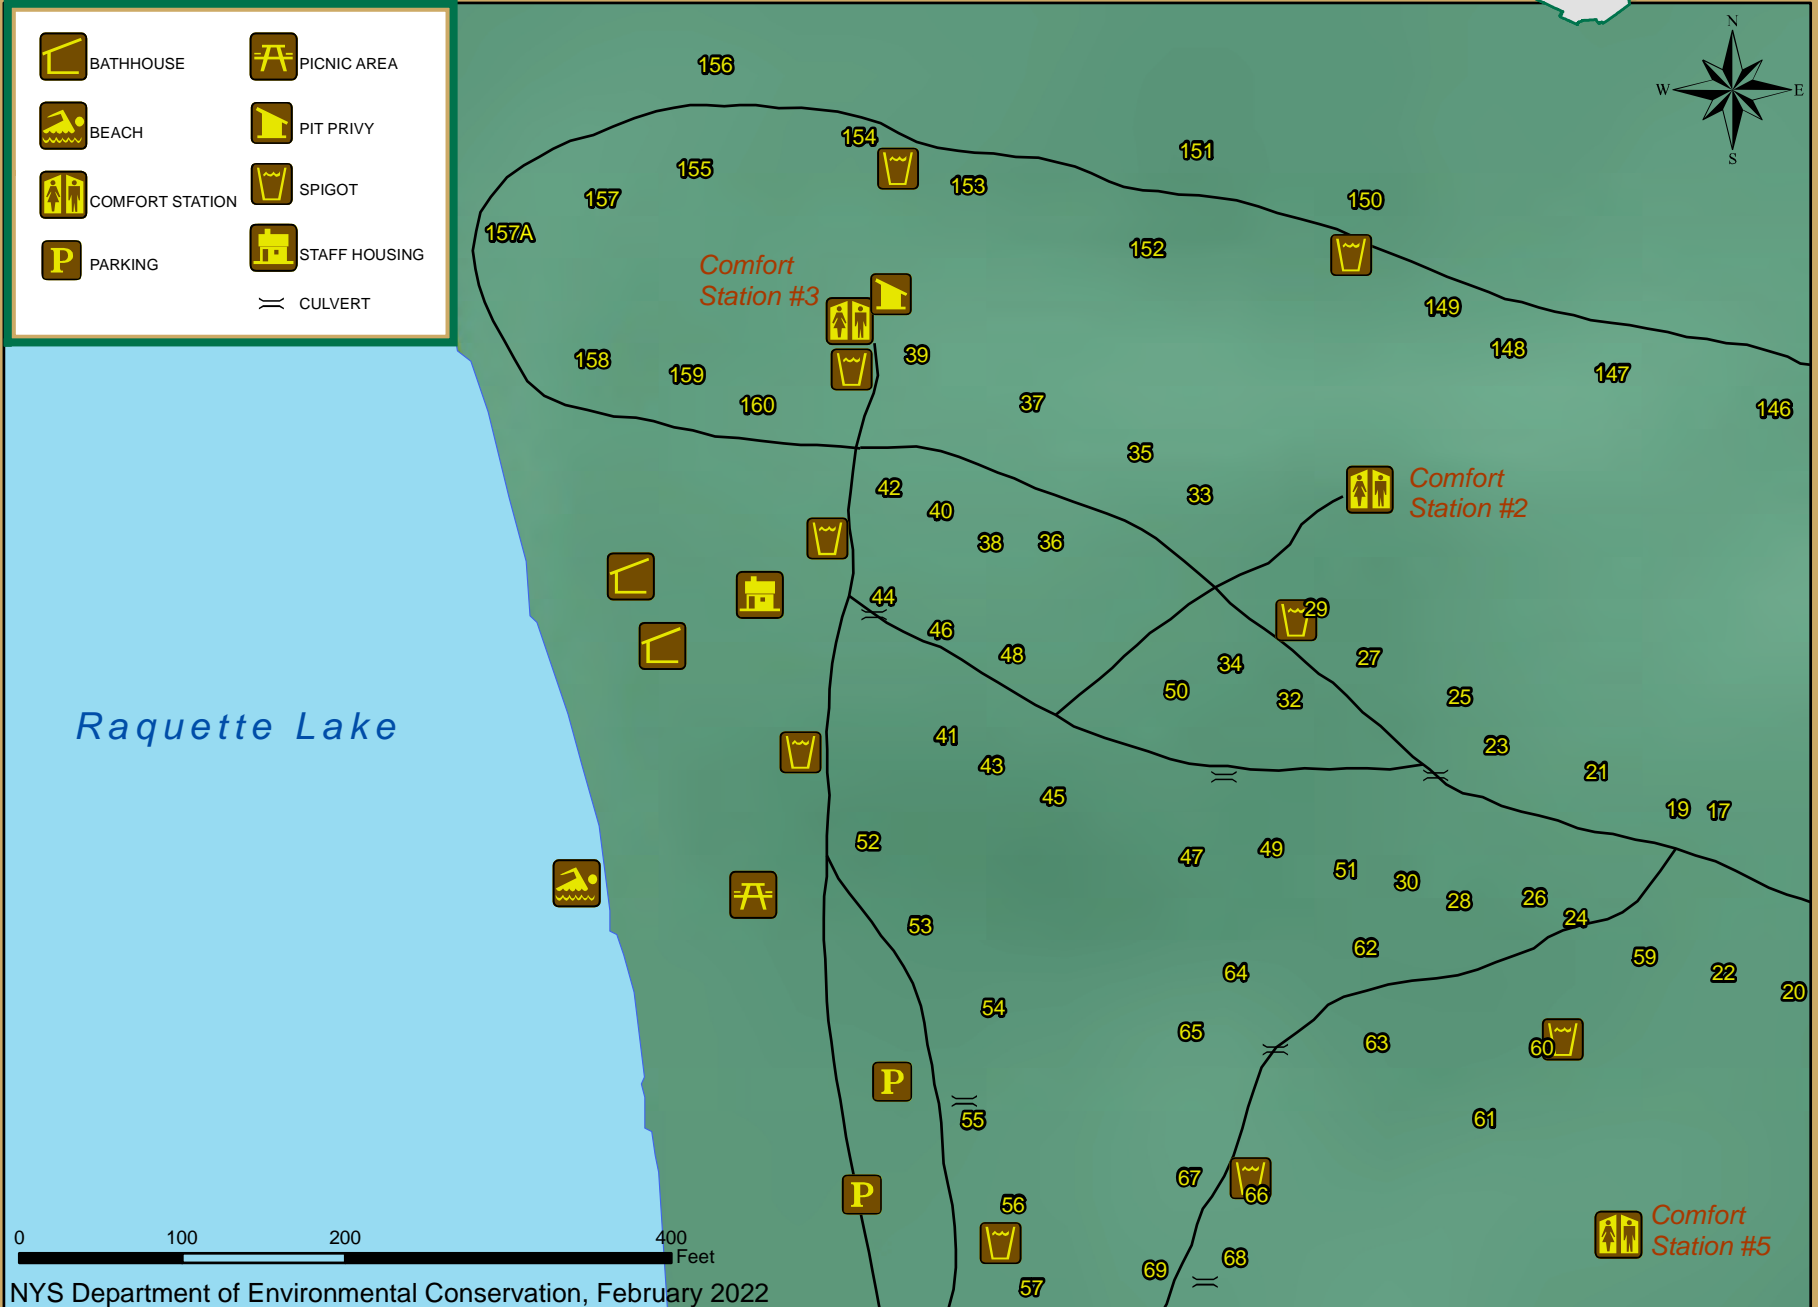 BATHHOUSE
PICNIC AREA
BEACH
PIT PRIVY
COMFORT STATION
SPIGOT
P PARKING
STAFF HOUSING
CULVERT
N
W E
S
156
154
151
155
153
157
150
157A
152
Comfort
Station #3
149
148
39
158
159
147
160
37
146
35
Comfort
Station #2
42
33
40
38
36
44
29
46
48
27
34
50
32
25
Raquette Lake
41
23
43
21
45
19
17
52
49
47
51
30
26
28
24
53
62
59
64
22
20
54
65
63
60
P
55
61
67
P
66
56
Comfort
Station #5
68
69
57
0 100 200 400
Feet
NYS Department of Environmental Conservation, February 2022